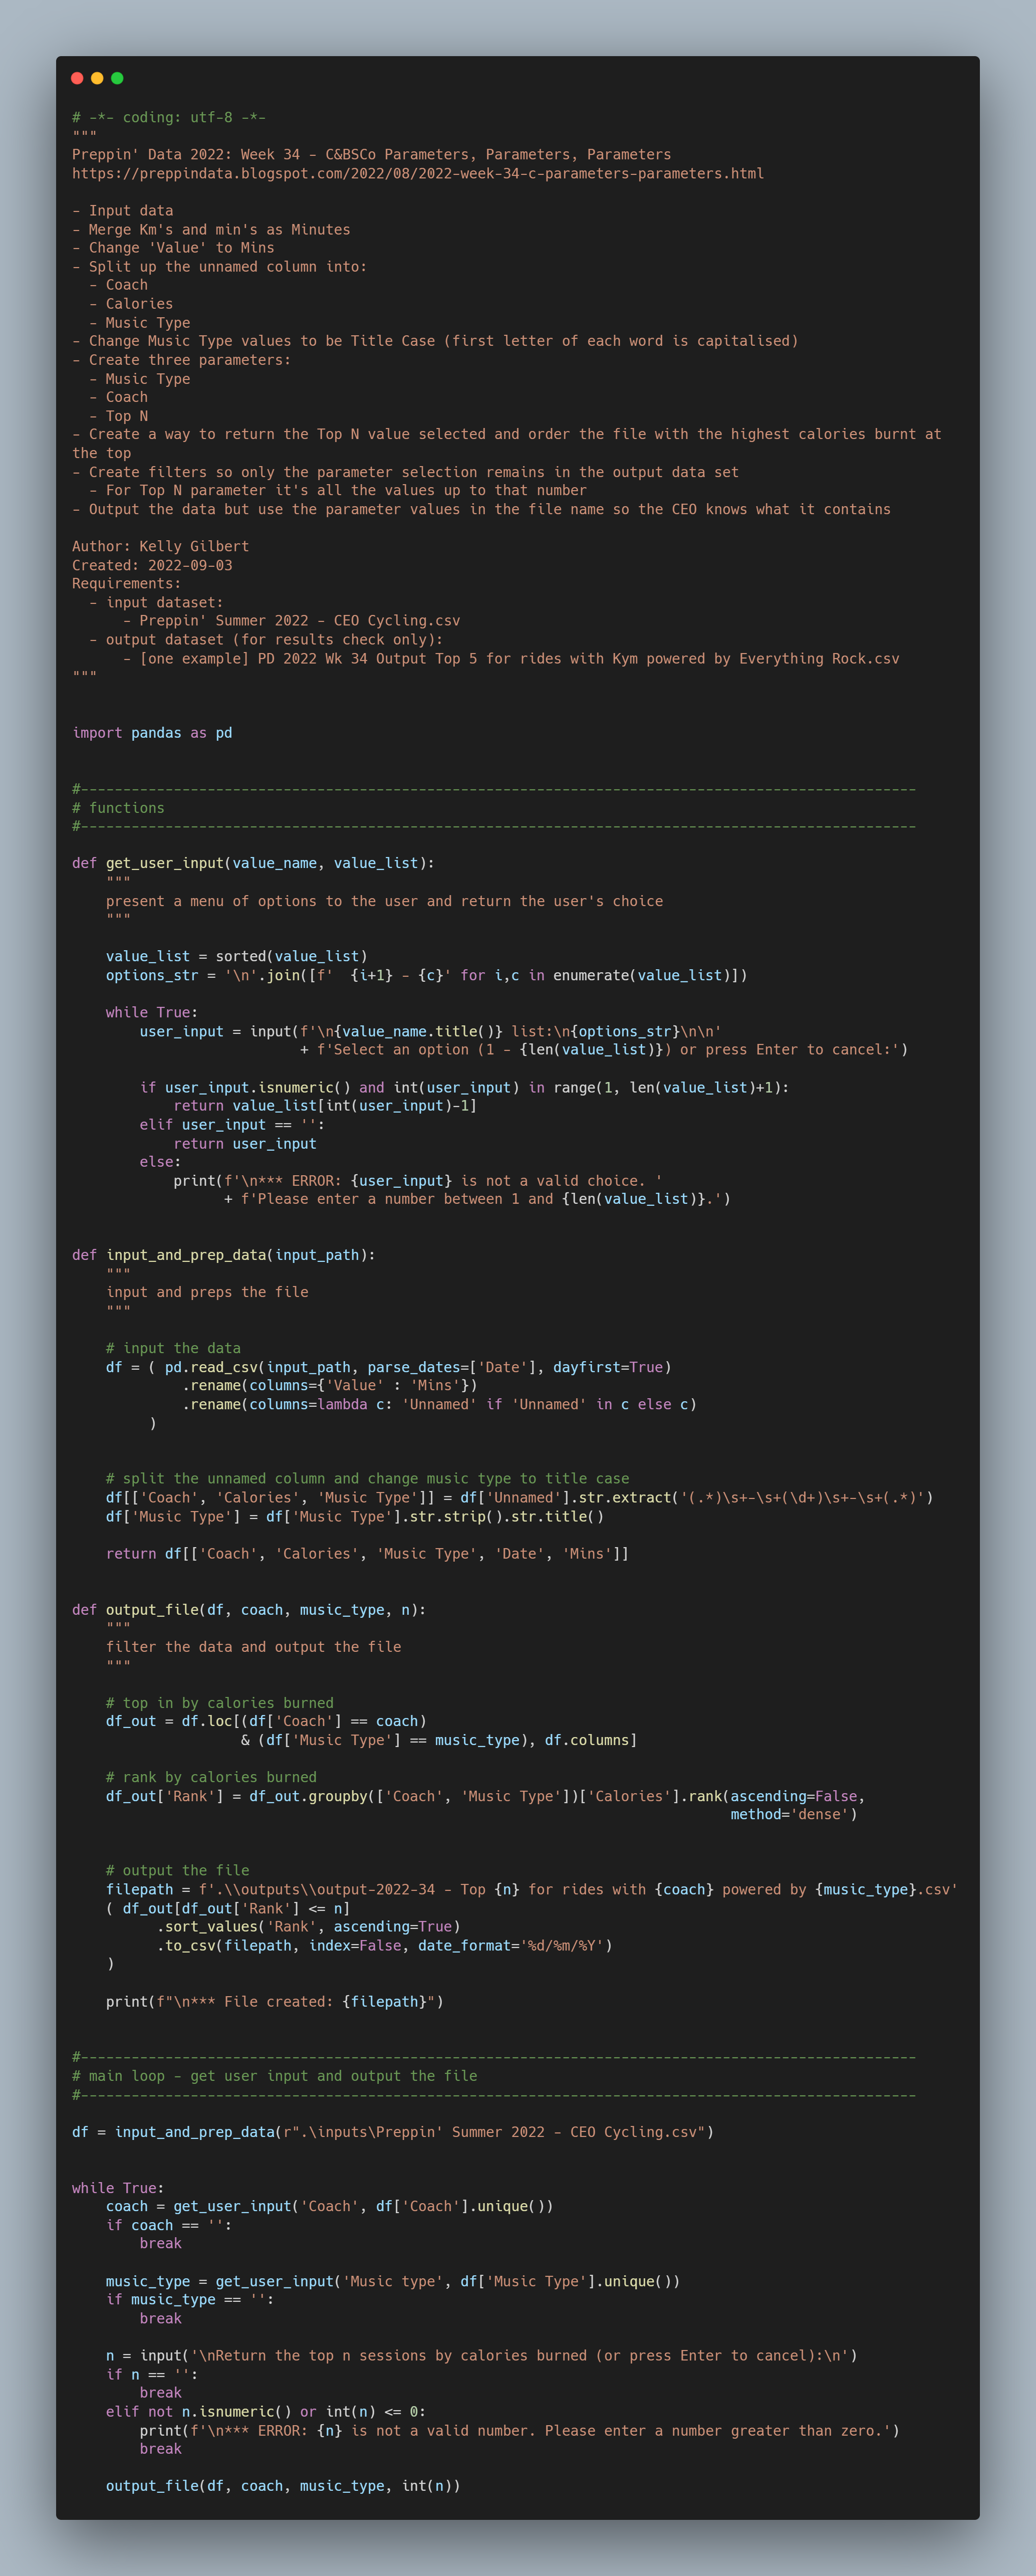 # -*- coding: utf-8 -*-
"""
Preppin' Data 2022: Week 34 - C&BSCo Parameters, Parameters, Parameters
https://preppindata.blogspot.com/2022/08/2022-week-34-c-parameters-parameters.html

- Input data
- Merge Km's and min's as Minutes
- Change 'Value' to Mins
- Split up the unnamed column into:
  - Coach
  - Calories
  - Music Type
- Change Music Type values to be Title Case (first letter of each word is capitalised)
- Create three parameters:
  - Music Type
  - Coach
  - Top N
- Create a way to return the Top N value selected and order the file with the highest calories burnt at
the top
- Create filters so only the parameter selection remains in the output data set
  - For Top N parameter it's all the values up to that number
- Output the data but use the parameter values in the file name so the CEO knows what it contains

Author: Kelly Gilbert
Created: 2022-09-03
Requirements:
  - input dataset:
      - Preppin' Summer 2022 - CEO Cycling.csv
  - output dataset (for results check only):
      - [one example] PD 2022 Wk 34 Output Top 5 for rides with Kym powered by Everything Rock.csv
"""


import pandas as pd


#---------------------------------------------------------------------------------------------------
# functions
#---------------------------------------------------------------------------------------------------

def get_user_input(value_name, value_list):
    """
    present a menu of options to the user and return the user's choice
    """

    value_list = sorted(value_list)
    options_str = '\n'.join([f'  {i+1} - {c}' for i,c in enumerate(value_list)])

    while True:
        user_input = input(f'\n{value_name.title()} list:\n{options_str}\n\n'
                           + f'Select an option (1 - {len(value_list)}) or press Enter to cancel:')

        if user_input.isnumeric() and int(user_input) in range(1, len(value_list)+1):
            return value_list[int(user_input)-1]
        elif user_input == '':
            return user_input
        else:
            print(f'\n*** ERROR: {user_input} is not a valid choice. '
                  + f'Please enter a number between 1 and {len(value_list)}.')


def input_and_prep_data(input_path):
    """
    input and preps the file
    """

    # input the data
    df = ( pd.read_csv(input_path, parse_dates=['Date'], dayfirst=True)
             .rename(columns={'Value' : 'Mins'})
             .rename(columns=lambda c: 'Unnamed' if 'Unnamed' in c else c)
         )


    # split the unnamed column and change music type to title case
    df[['Coach', 'Calories', 'Music Type']] = df['Unnamed'].str.extract('(.*)\s+-\s+(\d+)\s+-\s+(.*)')
    df['Music Type'] = df['Music Type'].str.strip().str.title()

    return df[['Coach', 'Calories', 'Music Type', 'Date', 'Mins']]


def output_file(df, coach, music_type, n):
    """
    filter the data and output the file
    """

    # top in by calories burned
    df_out = df.loc[(df['Coach'] == coach)
                    & (df['Music Type'] == music_type), df.columns]

    # rank by calories burned
    df_out['Rank'] = df_out.groupby(['Coach', 'Music Type'])['Calories'].rank(ascending=False,
                                                                              method='dense')


    # output the file
    filepath = f'.\\outputs\\output-2022-34 - Top {n} for rides with {coach} powered by {music_type}.csv'
    ( df_out[df_out['Rank'] <= n]
          .sort_values('Rank', ascending=True)
          .to_csv(filepath, index=False, date_format='%d/%m/%Y')
    )

    print(f"\n*** File created: {filepath}")


#---------------------------------------------------------------------------------------------------
# main loop - get user input and output the file
#---------------------------------------------------------------------------------------------------

df = input_and_prep_data(r".\inputs\Preppin' Summer 2022 - CEO Cycling.csv")


while True:
    coach = get_user_input('Coach', df['Coach'].unique())
    if coach == '':
        break

    music_type = get_user_input('Music type', df['Music Type'].unique())
    if music_type == '':
        break

    n = input('\nReturn the top n sessions by calories burned (or press Enter to cancel):\n')
    if n == '':
        break
    elif not n.isnumeric() or int(n) <= 0:
        print(f'\n*** ERROR: {n} is not a valid number. Please enter a number greater than zero.')
        break

    output_file(df, coach, music_type, int(n))